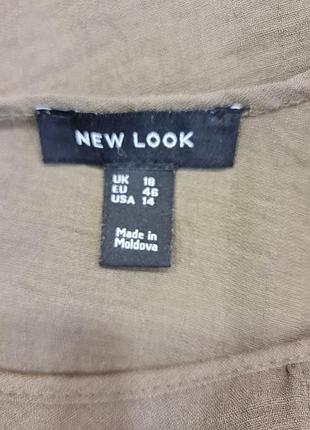 NEW LOOK
UK 18
EU 46
USA 14
Made in
Moldova